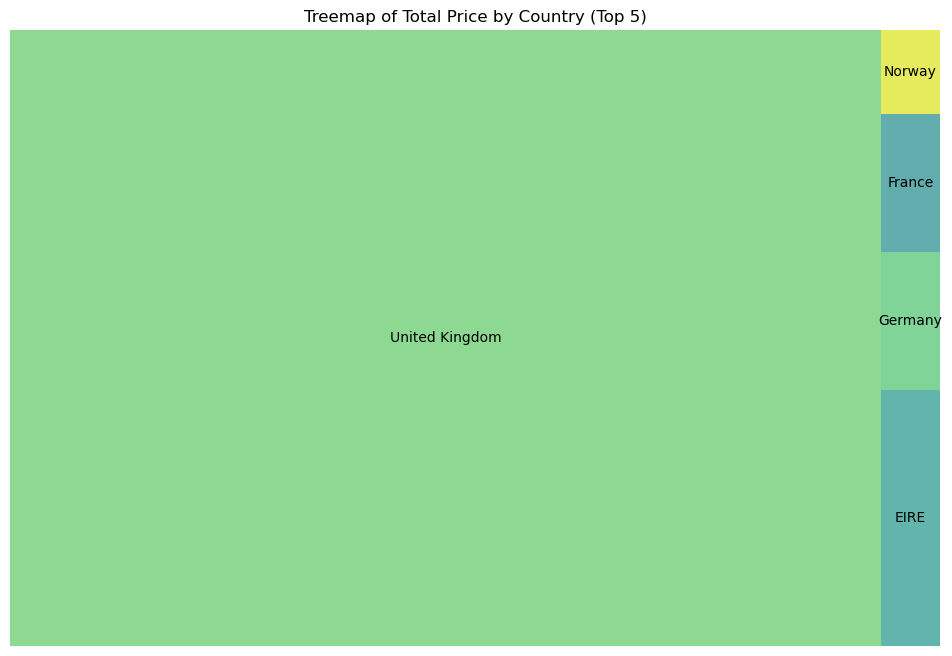 Treemap of Total Price by Country (Top 5)
United Kingdom
Norway
France
Germany
EIRE